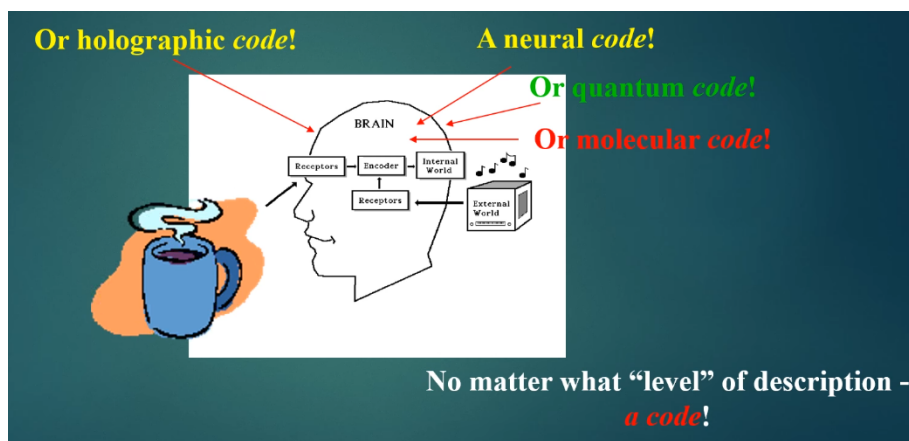 Or holographic code!
A neural code!
Or quantum code!
BRAIN
Or molecular code!
Receptors
Encoder
Internal
World
Receptors
External
World
No matter what “level” of description –
a code!